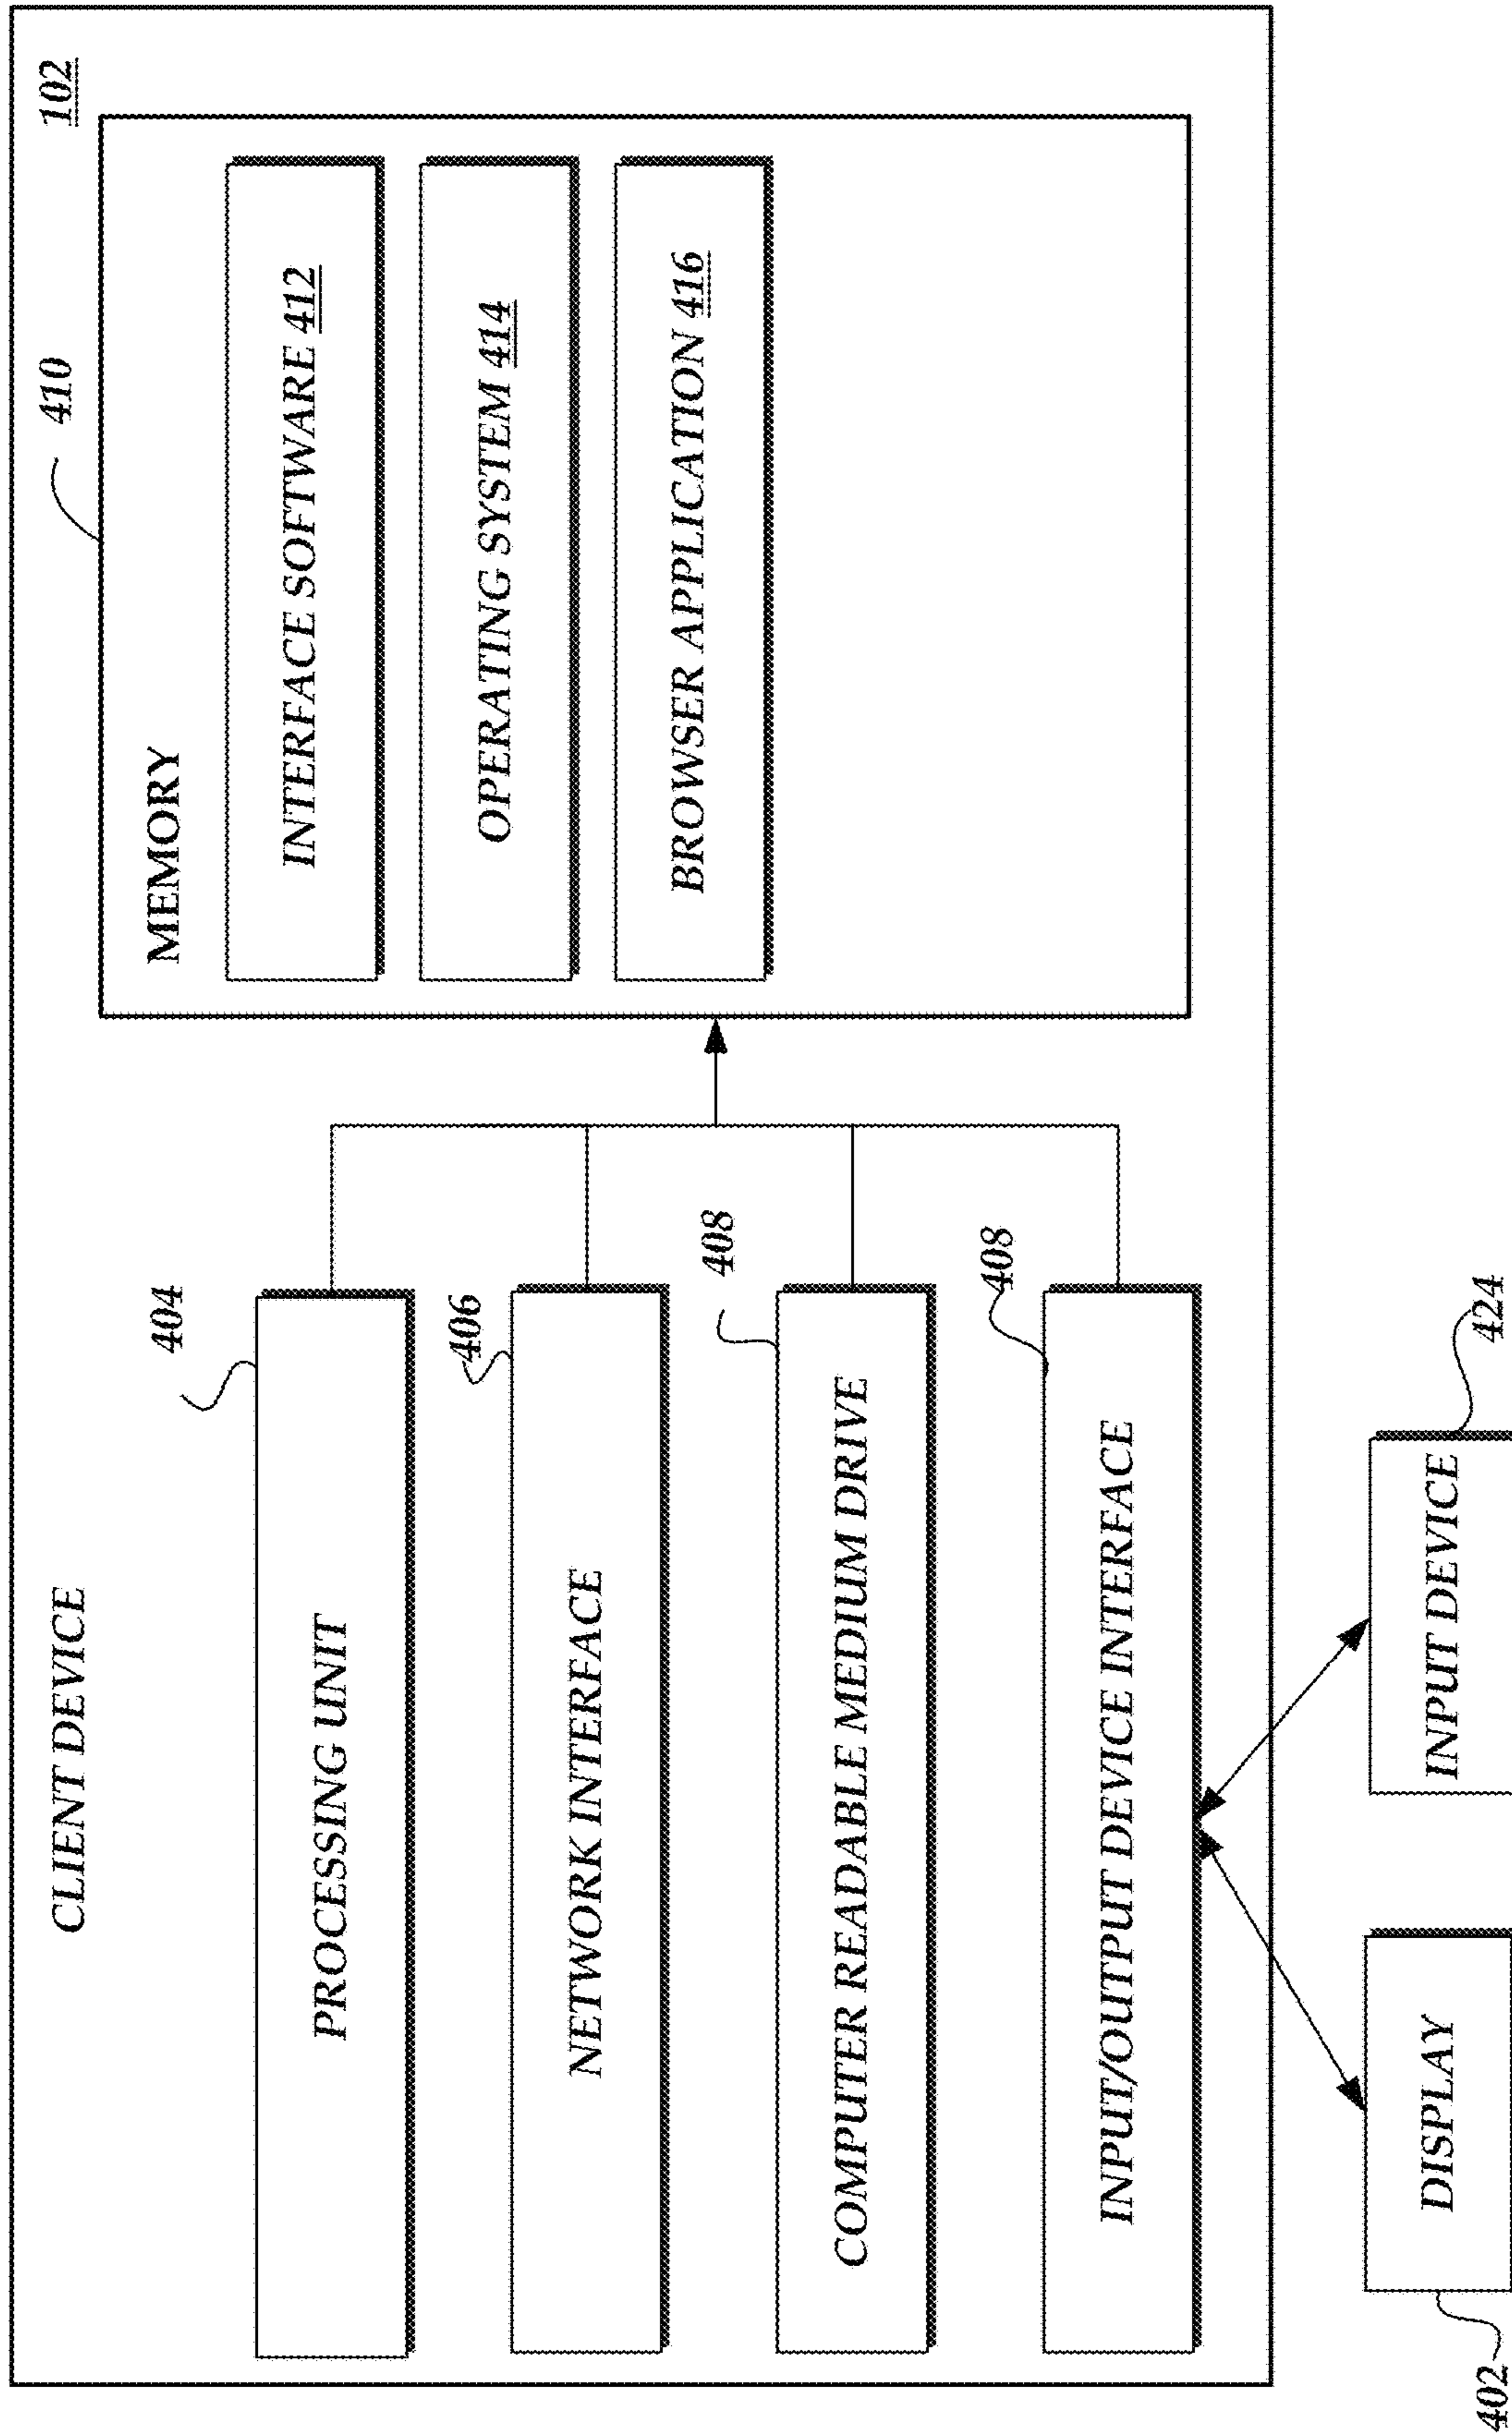 CLIENT DEVICE
102
410
MEMORY
404
PROCESSING UNIT
INTERFACE SOFTWARE 412
406
NETWORK INTERFACE
OPERATING SYSTEM 414
408
COMPUTER READABLE MEDIUM DRIVE
BROWSER APPLICATION 416
408
INPUT/OUTPUT DEVICE INTERFACE
402
DISPLAY
INPUT DEVICE
424